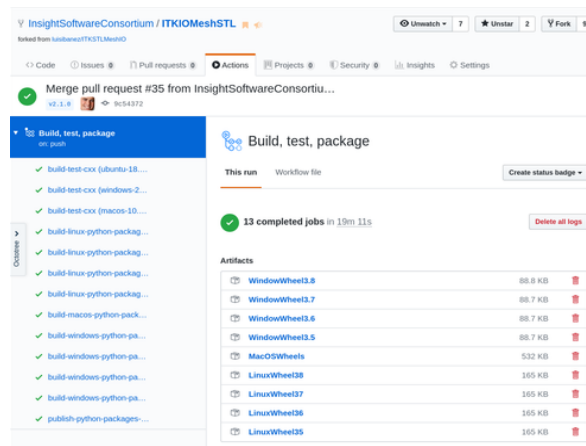 InsightSoftwareConsortium / ITKIOMeshSTL
Unwatch 7 Unstar 2 Fork
forked from luisibanez/ITKSTLMeshIO
Code Issues 0 Pull requests 0 Actions Projects 0 Security 0 Insights Settings
Merge pull request #35 from InsightSoftwareConsortiu…
v2.1.0 9c54372
Build, test, package
on: push
build-test-cxx (ubuntu-18.…
build-test-cxx (windows-2…
build-test-cxx (macos-10.…
build-linux-python-packag…
build-linux-python-packag…
build-linux-python-packag…
build-linux-python-packag…
build-macos-python-pack…
build-windows-python-pa…
build-windows-python-pa…
build-windows-python-pa…
build-windows-python-pa…
publish-python-packages-…
Octotree
Build, test, package
This run Workflow file
Create status badge
13 completed jobs in 19m 11s
Delete all logs
Artifacts
WindowWheel3.8 88.8 KB
WindowWheel3.7 88.7 KB
WindowWheel3.6 88.7 KB
WindowWheel3.5 88.7 KB
MacOSWheels 532 KB
LinuxWheel38 165 KB
LinuxWheel37 165 KB
LinuxWheel36 165 KB
LinuxWheel35 165 KB